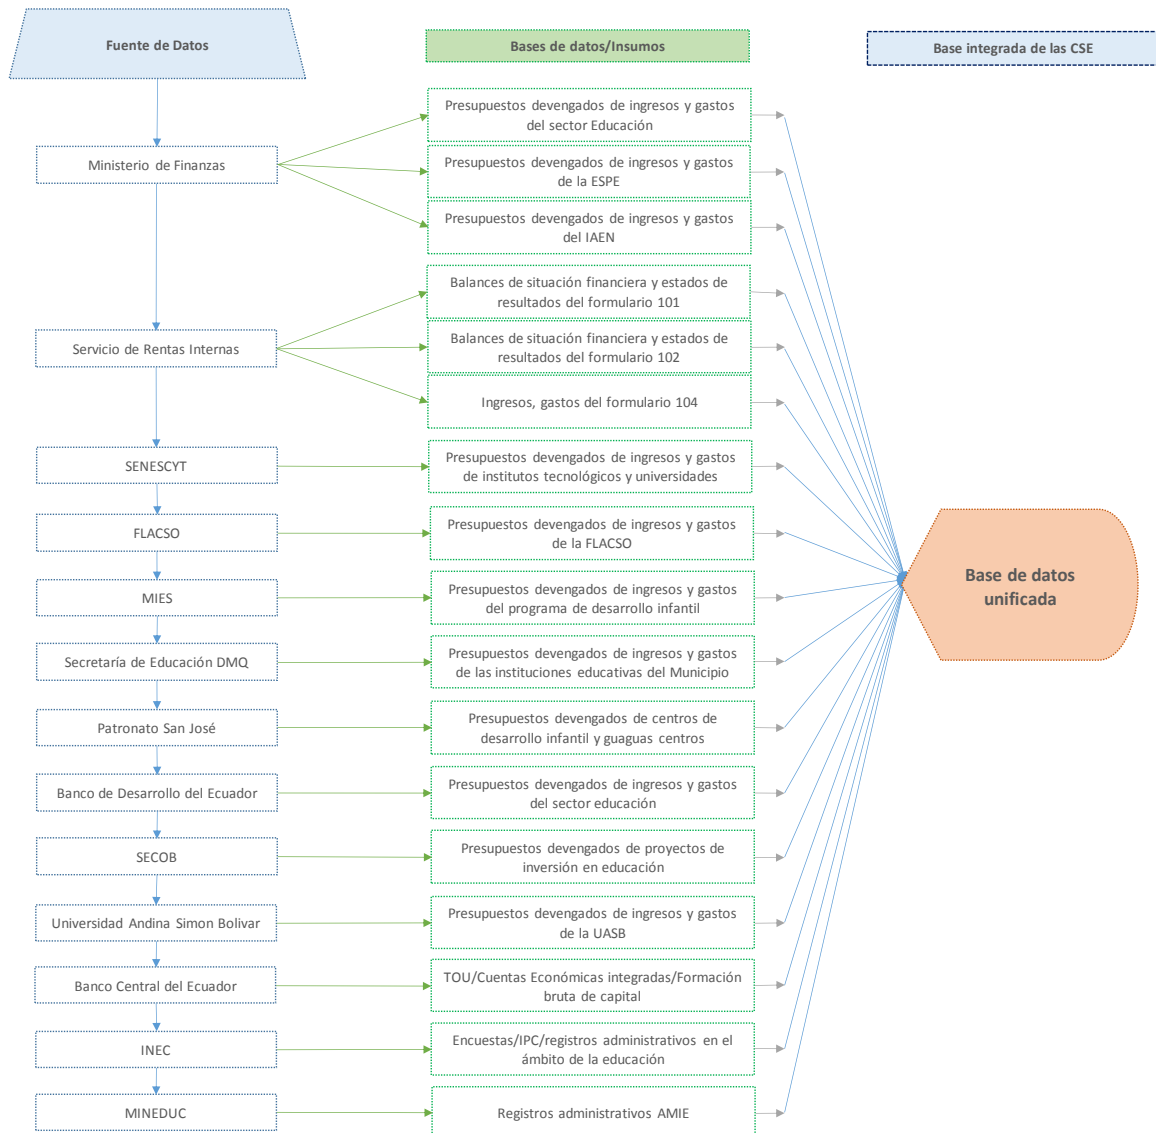 Fuente de Datos
Bases de datos/Insumos
Base integrada de las CSE
Presupuestos devengados de ingresos y gastos
del sector Educación
Ministerio de Finanzas
Presupuestos devengados de ingresos y gastos
de la ESPE
Presupuestos devengados de ingresos y gastos
del IAEN
Balances de situación financiera y estados de
resultados del formulario 101
Servicio de Rentas Internas
Balances de situación financiera y estados de
resultados del formulario 102
Ingresos, gastos del formulario 104
SENESCYT
Presupuestos devengados de ingresos y gastos
de institutos tecnológicos y universidades
FLACSO
Presupuestos devengados de ingresos y gastos
de la FLACSO
MIES
Presupuestos devengados de ingresos y gastos
del programa de desarrollo infantil
Base de datos
unificada
Secretaría de Educación DMQ
Presupuestos devengados de ingresos y gastos
de las instituciones educativas del Municipio
Patronato San José
Presupuestos devengados de centros de
desarrollo infantil y guaguas centros
Banco de Desarrollo del Ecuador
Presupuestos devengados de ingresos y gastos
del sector educación
SECOB
Presupuestos devengados de proyectos de
inversión en educación
Universidad Andina Simon Bolivar
Presupuestos devengados de ingresos y gastos
de la UASB
Banco Central del Ecuador
TOU/Cuentas Económicas integradas/Formación
bruta de capital
INEC
Encuestas/IPC/registros administrativos en el
ámbito de la educación
MINEDUC
Registros administrativos AMIE